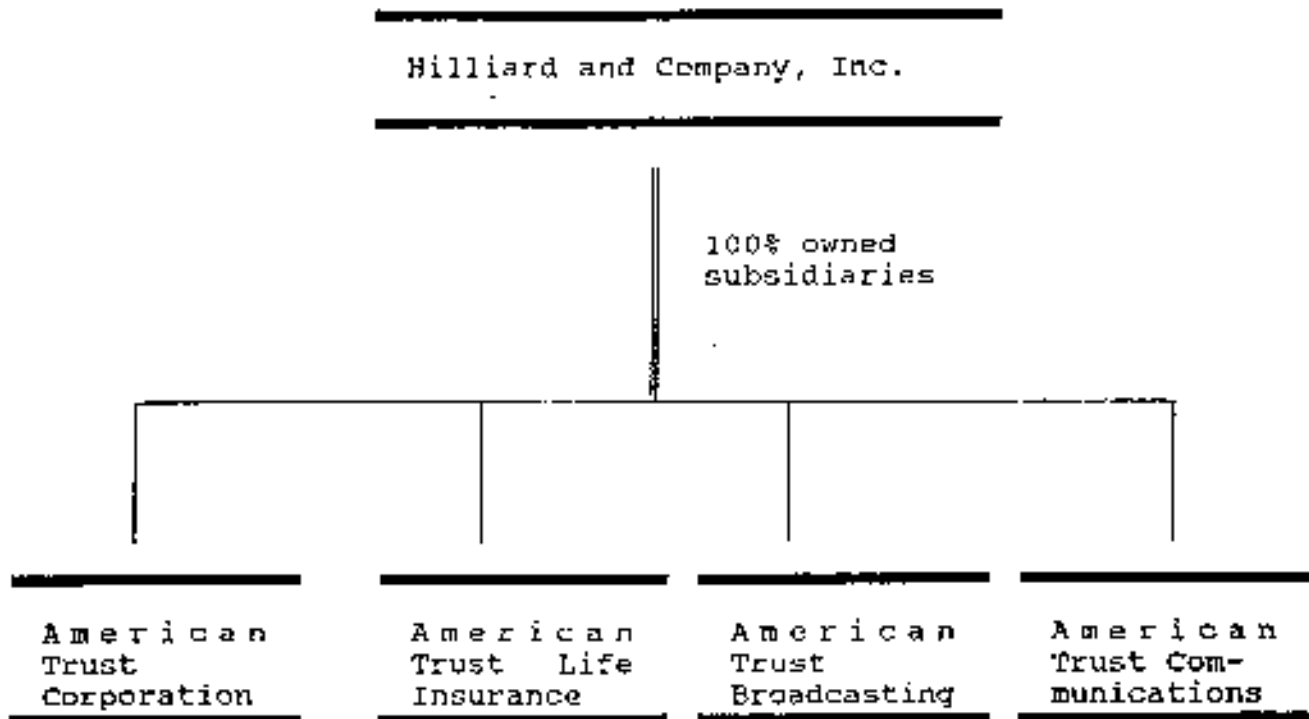 Hilliard and Company, Inc.
100% owned
subsidiaries
American
Trust
Corporation
American
Trust Life
Insurance
American
Trust
Broadcasting
American
Trust Com-
munications